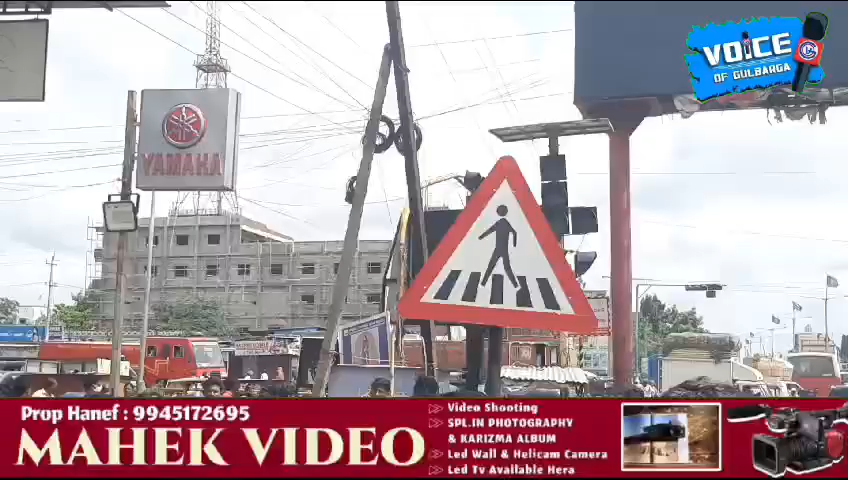 VOICE
OF GULBARGA
YAMAHA
Prop Hanef : 9945172695
MAHEK VIDEO
Video Shooting
SPL.IN PHOTOGRAPHY
& KARIZMA ALBUM
Led Wall & Helicam Camera
Led Tv Available Hera